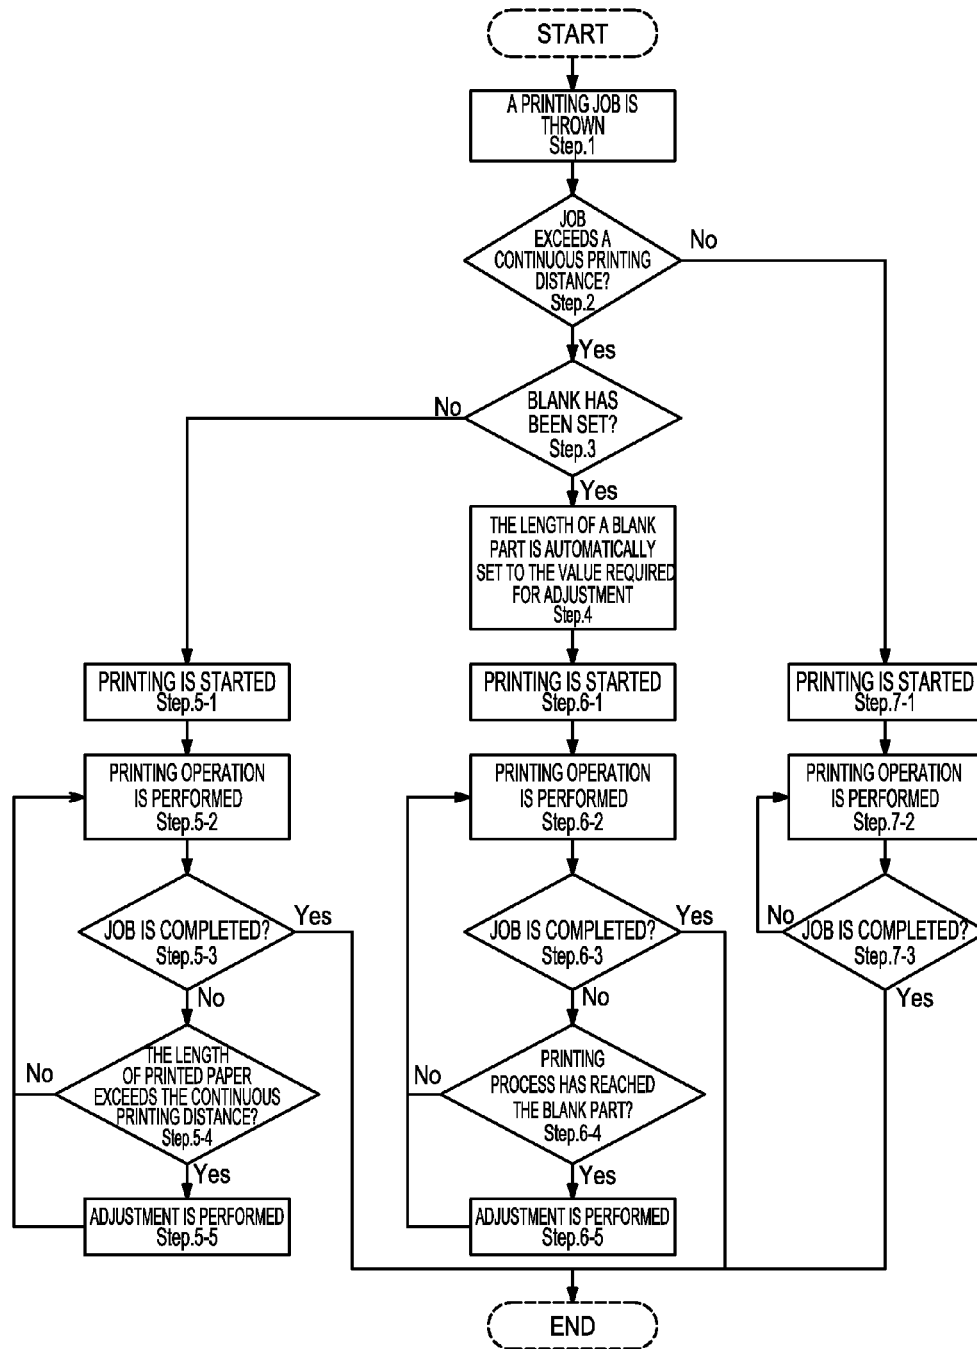 START
A PRINTING JOB IS
THROWN
Step.1
JOB
EXCEEDS A
CONTINUOUS PRINTING
DISTANCE?
Step.2
No
Yes
BLANK HAS
BEEN SET?
Step.3
No
Yes
THE LENGTH OF A BLANK
PART IS AUTOMATICALLY
SET TO THE VALUE REQUIRED
FOR ADJUSTMENT
Step.4
PRINTING IS STARTED
Step.5-1
PRINTING OPERATION
IS PERFORMED
Step.5-2
JOB IS COMPLETED?
Step.5-3
Yes
No
THE LENGTH
OF PRINTED PAPER
EXCEEDS THE CONTINUOUS
PRINTING DISTANCE?
Step.5-4
No
Yes
ADJUSTMENT IS PERFORMED
Step.5-5
PRINTING IS STARTED
Step.6-1
PRINTING OPERATION
IS PERFORMED
Step.6-2
JOB IS COMPLETED?
Step.6-3
Yes
No
PRINTING
PROCESS HAS REACHED
THE BLANK PART?
Step.6-4
No
Yes
ADJUSTMENT IS PERFORMED
Step.6-5
PRINTING IS STARTED
Step.7-1
PRINTING OPERATION
IS PERFORMED
Step.7-2
No
JOB IS COMPLETED?
Step.7-3
Yes
END